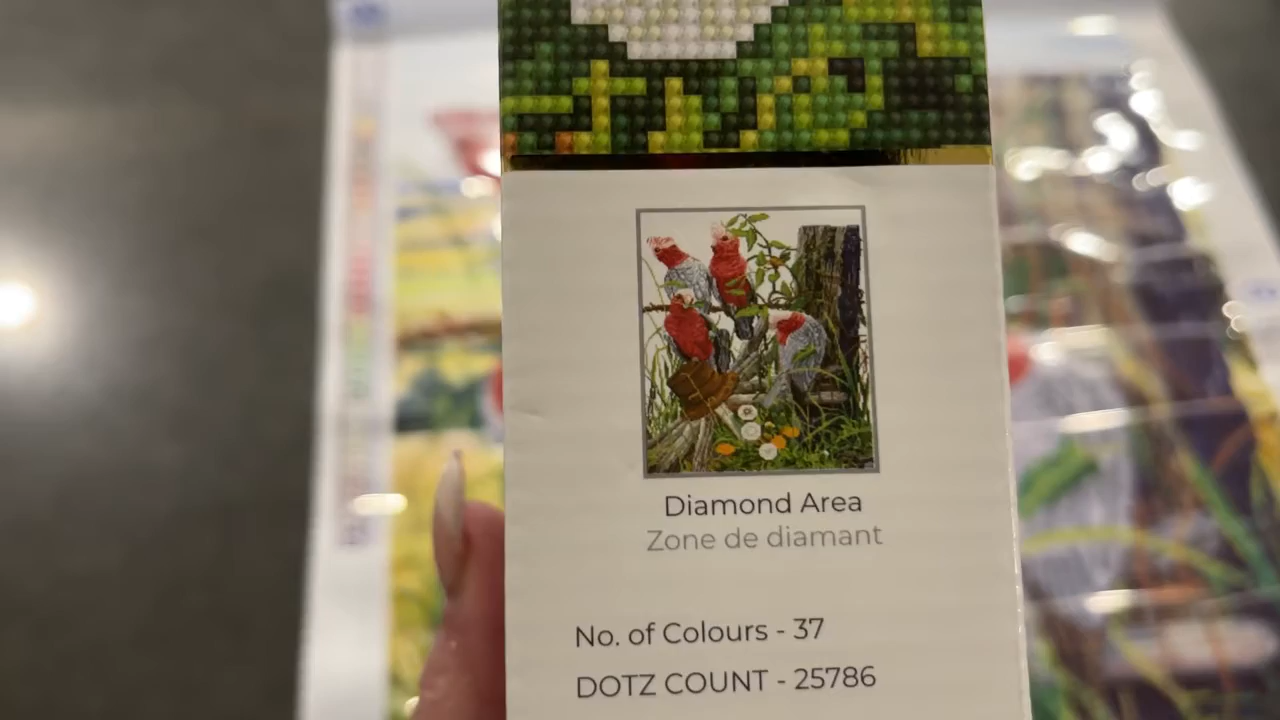 Diamond Area
Zone de diamant
No. of Colours - 37
DOTZ COUNT - 25786